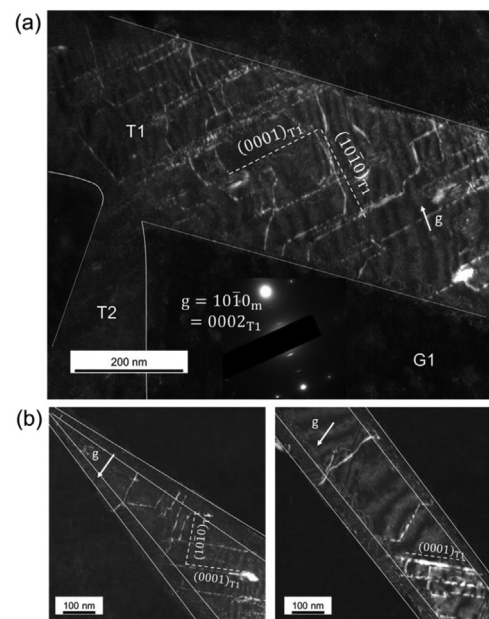 (a)
T1
(0001)T1
(101̄0)T1
g
T2
g = 101̄0m
= 0002T1
200 nm
G1
(b)
g
(101̄0)T1
(0001)T1
100 nm
g
(0001)T1
100 nm